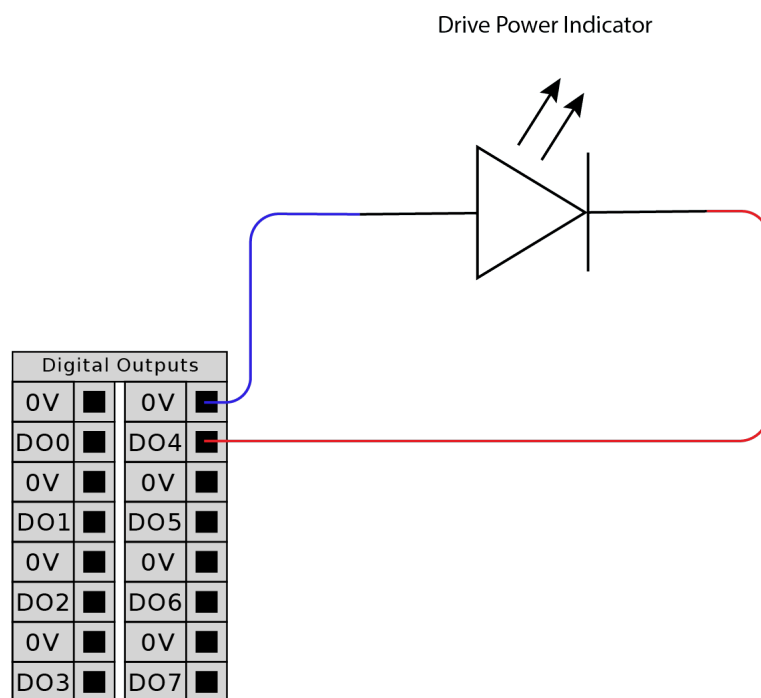 Drive Power Indicator
Digital Outputs
0V 0V
DO0 DO4
0V 0V
DO1 DO5
0V 0V
DO2 DO6
0V 0V
DO3 DO7